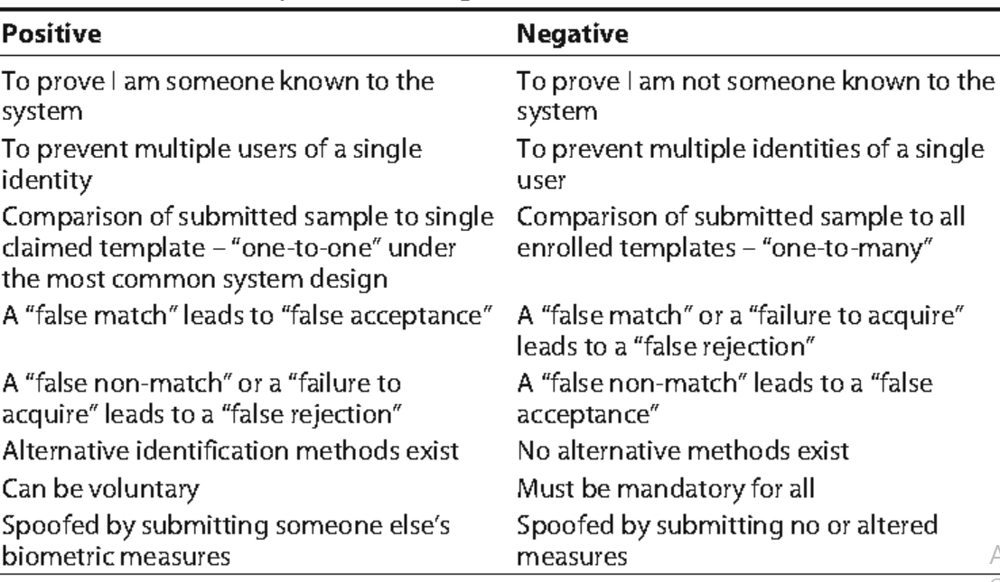 Positive Negative
To prove I am someone known to the To prove I am not someone known to the
system system
To prevent multiple users of a single To prevent multiple identities of a single
identity user
Comparison of submitted sample to single Comparison of submitted sample to all
claimed template – “one-to-one” under enrolled templates – “one-to-many”
the most common system design
A “false match” leads to “false acceptance” A “false match” or a “failure to acquire”
leads to a “false rejection”
A “false non-match” or a “failure to A “false non-match” leads to a “false
acquire” leads to a “false rejection” acceptance”
Alternative identification methods exist No alternative methods exist
Can be voluntary Must be mandatory for all
Spoofed by submitting someone else’s Spoofed by submitting no or altered
biometric measures measures